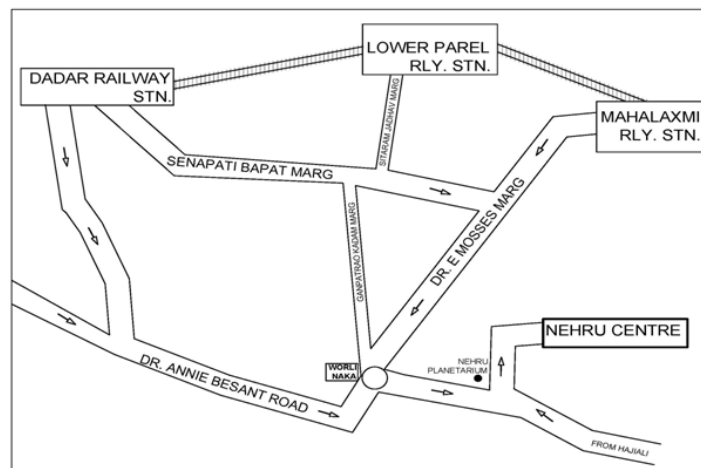 LOWER PAREL
RLY. STN.
DADAR RAILWAY
STN.
MAHALAXMI
RLY. STN.
SITARAM JADHAV MARG
SENAPATI BAPAT MARG
DR. E MOSSES MARG
GANPATRAO KADAM MARG
NEHRU CENTRE
NEHRU
PLANETARIUM
WORLI
NAKA
DR. ANNIE BESANT ROAD
FROM HAJIALI